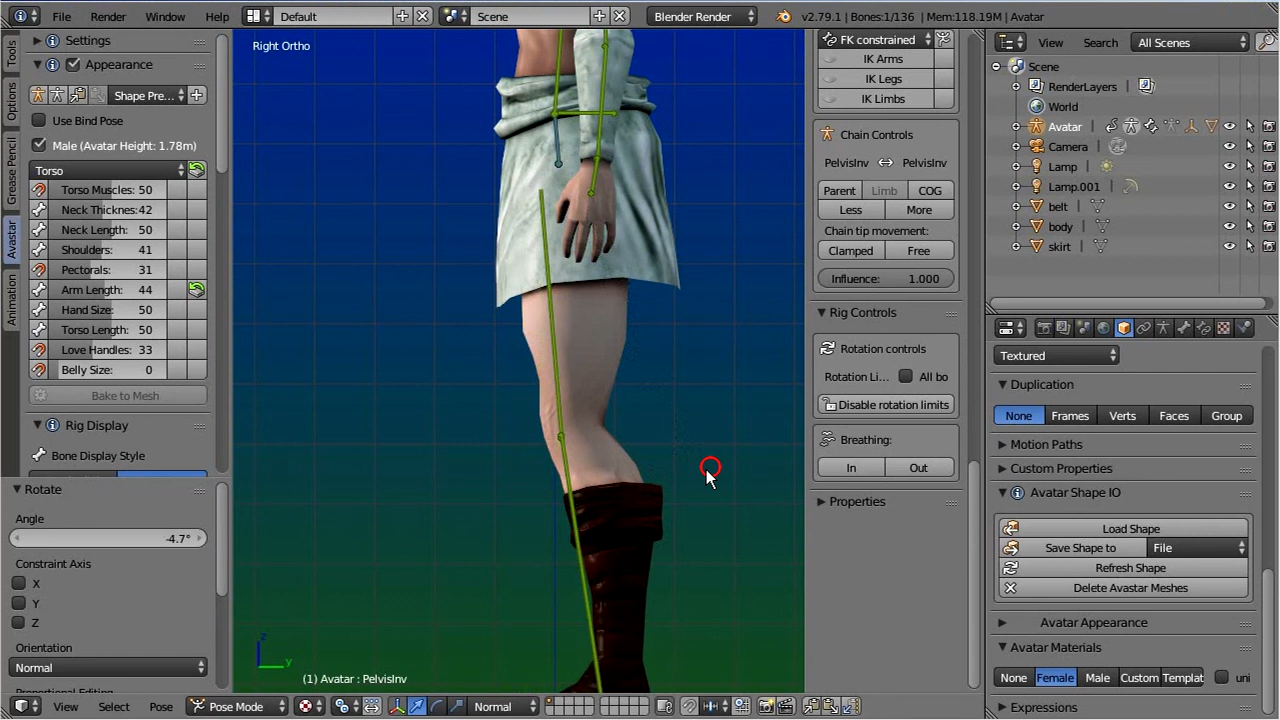 File Render Window Help Default Scene Blender Render v2.79.1 | Bones:1/136 | Mem:118.19M | Avatar
Tools
Options
Grease Pencil
Avastar
Animation
Settings
Appearance
Shape Pre...
Use Bind Pose
Male (Avatar Height: 1.78m)
Torso
Torso Muscles: 50
Neck Thicknes: 42
Neck Length: 50
Shoulders: 41
Pectorals: 31
Arm Length: 44
Hand Size: 50
Torso Length: 50
Love Handles: 33
Belly Size: 0
Bake to Mesh
Rig Display
Bone Display Style
Rotate
Angle
-4.7°
Constraint Axis
X
Y
Z
Orientation
Normal
Right Ortho
z
y
(1) Avatar : PelvisInv
View Select Pose Pose Mode Normal
FK constrained
IK Arms
IK Legs
IK Limbs
Chain Controls
PelvisInv PelvisInv
Parent Limb COG
Less More
Chain tip movement:
Clamped Free
Influence: 1.000
Rig Controls
Rotation controls
Rotation Li... All bo
Disable rotation limits
Breathing:
In Out
Properties
View Search All Scenes
Scene
RenderLayers
World
Avatar
Camera
Lamp
Lamp.001
belt
body
skirt
Textured
Duplication
None Frames Verts Faces Group
Motion Paths
Custom Properties
Avatar Shape IO
Load Shape
Save Shape to File
Refresh Shape
Delete Avastar Meshes
Avatar Appearance
Avatar Materials
None Female Male Custom Templat uni
Expressions